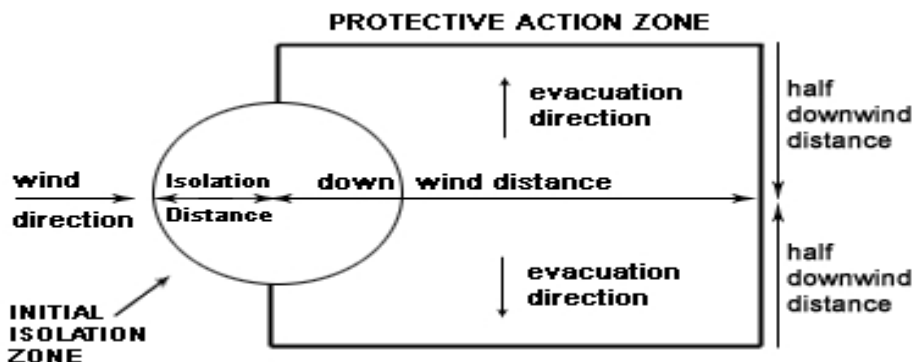 PROTECTIVE ACTION ZONE
evacuation
direction
half
downwind
distance
wind
direction
Isolation
Distance
down wind distance
evacuation
direction
half
downwind
distance
INITIAL
ISOLATION
ZONE